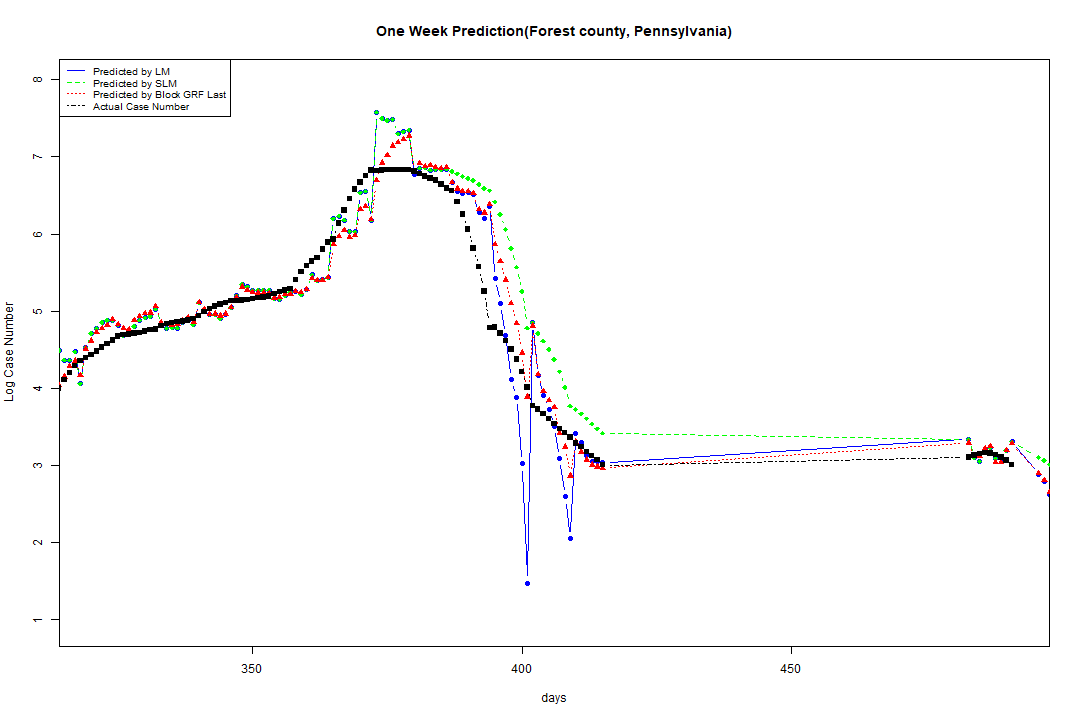 One Week Prediction(Forest county, Pennsylvania)
Predicted by LM
Predicted by SLM
Predicted by Block GRF Last
Actual Case Number
Log Case Number
8
7
6
5
4
3
2
1
350 400 450
days